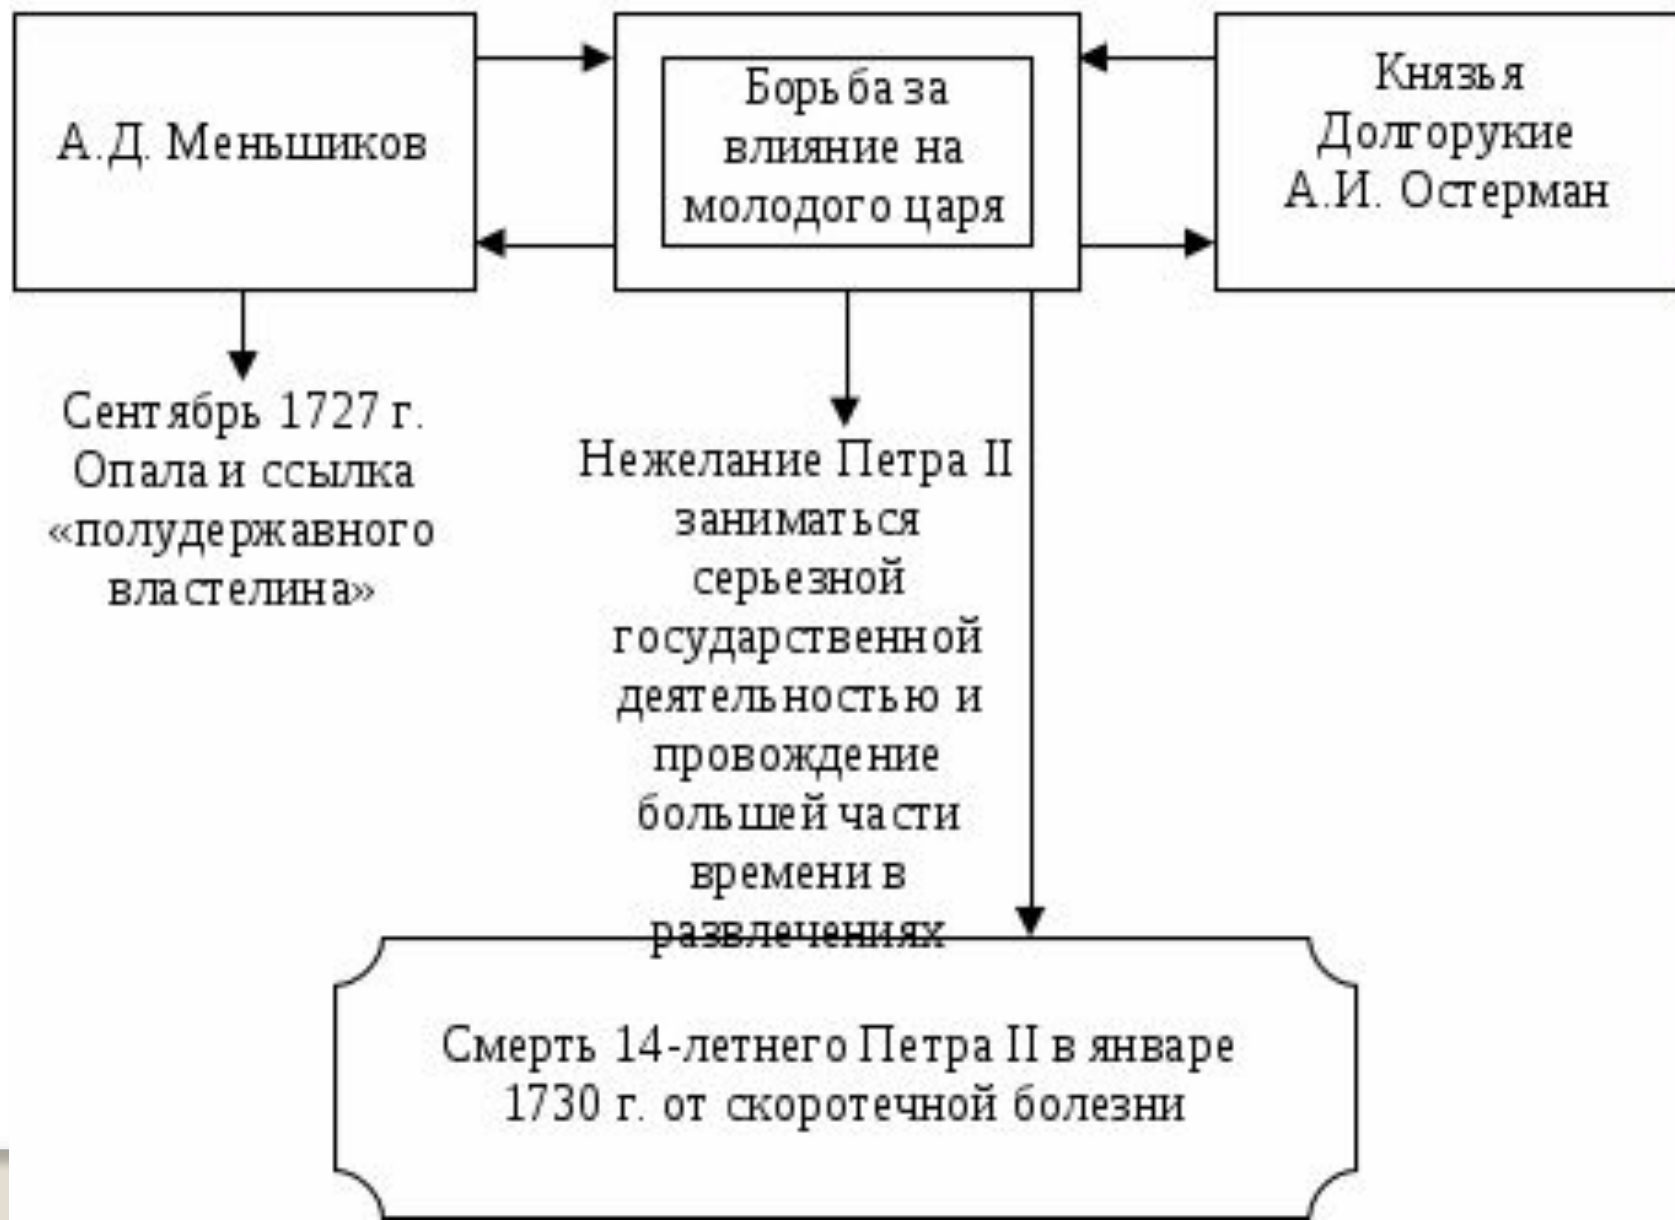 А.Д. Меньшиков
Борьба за
влияние на
молодого царя
Князья
Долгорукие
А.И. Остерман
Сентябрь 1727 г.
Опала и ссылка
«полудержавного
властелина»
Нежелание Петра II
заниматься
серьезной
государственной
деятельностью и
провождение
большей части
времени в
развлечениях
Смерть 14-летнего Петра II в январе
1730 г. от скоротечной болезни